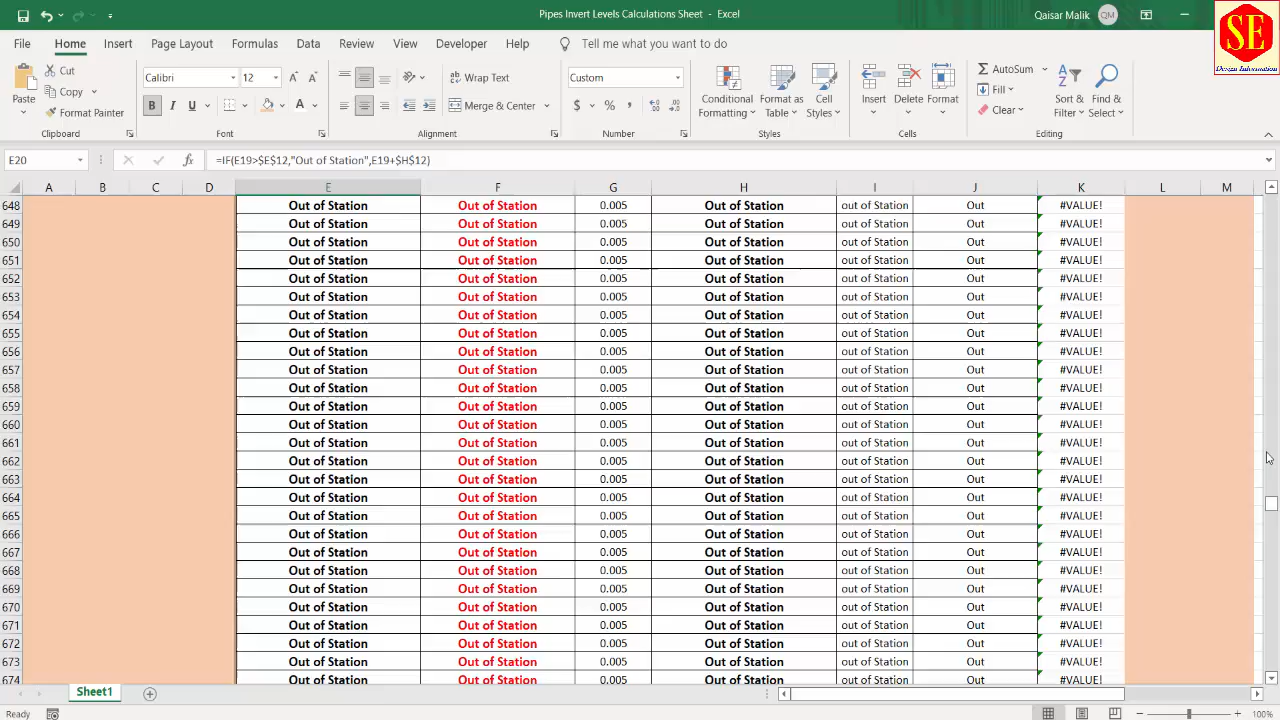 Pipes Invert Levels Calculations Sheet - Excel
Qaisar Malik QM
SE
Design Information
File Home Insert Page Layout Formulas Data Review View Developer Help Tell me what you want to do
Paste Cut Copy Format Painter
Clipboard
Calibri 12
B I U A
Font
Wrap Text
Merge & Center
Alignment
Custom
$ % ,
Number
Conditional Formatting Format as Table Cell Styles
Styles
Insert Delete Format
Cells
AutoSum Fill Clear Sort & Filter Find & Select
Editing
E20 fx =IF(E19>$E$12,"Out of Station",E19+$H$12)
A B C D E F G H I J K L M
648 Out of Station Out of Station 0.005 Out of Station out of Station Out #VALUE!
649 Out of Station Out of Station 0.005 Out of Station out of Station Out #VALUE!
650 Out of Station Out of Station 0.005 Out of Station out of Station Out #VALUE!
651 Out of Station Out of Station 0.005 Out of Station out of Station Out #VALUE!
652 Out of Station Out of Station 0.005 Out of Station out of Station Out #VALUE!
653 Out of Station Out of Station 0.005 Out of Station out of Station Out #VALUE!
654 Out of Station Out of Station 0.005 Out of Station out of Station Out #VALUE!
655 Out of Station Out of Station 0.005 Out of Station out of Station Out #VALUE!
656 Out of Station Out of Station 0.005 Out of Station out of Station Out #VALUE!
657 Out of Station Out of Station 0.005 Out of Station out of Station Out #VALUE!
658 Out of Station Out of Station 0.005 Out of Station out of Station Out #VALUE!
659 Out of Station Out of Station 0.005 Out of Station out of Station Out #VALUE!
660 Out of Station Out of Station 0.005 Out of Station out of Station Out #VALUE!
661 Out of Station Out of Station 0.005 Out of Station out of Station Out #VALUE!
662 Out of Station Out of Station 0.005 Out of Station out of Station Out #VALUE!
663 Out of Station Out of Station 0.005 Out of Station out of Station Out #VALUE!
664 Out of Station Out of Station 0.005 Out of Station out of Station Out #VALUE!
665 Out of Station Out of Station 0.005 Out of Station out of Station Out #VALUE!
666 Out of Station Out of Station 0.005 Out of Station out of Station Out #VALUE!
667 Out of Station Out of Station 0.005 Out of Station out of Station Out #VALUE!
668 Out of Station Out of Station 0.005 Out of Station out of Station Out #VALUE!
669 Out of Station Out of Station 0.005 Out of Station out of Station Out #VALUE!
670 Out of Station Out of Station 0.005 Out of Station out of Station Out #VALUE!
671 Out of Station Out of Station 0.005 Out of Station out of Station Out #VALUE!
672 Out of Station Out of Station 0.005 Out of Station out of Station Out #VALUE!
673 Out of Station Out of Station 0.005 Out of Station out of Station Out #VALUE!
674 Out of Station Out of Station 0.005 Out of Station out of Station Out #VALUE!
Sheet1
Ready 100%